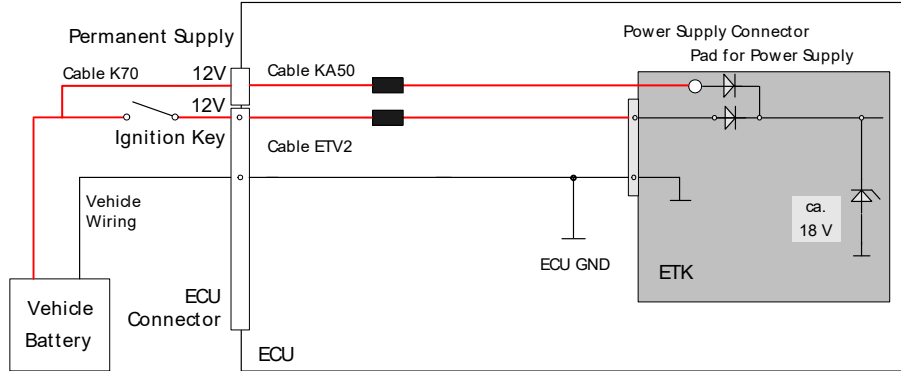 Permanent Supply
Power Supply Connector
Pad for Power Supply
Cable K70
12V
Cable KA50
12V
Ignition Key
Cable ETV2
Vehicle
Wiring
ca.
18 V
ECU GND
ETK
ECU
Connector
Vehicle
Battery
ECU